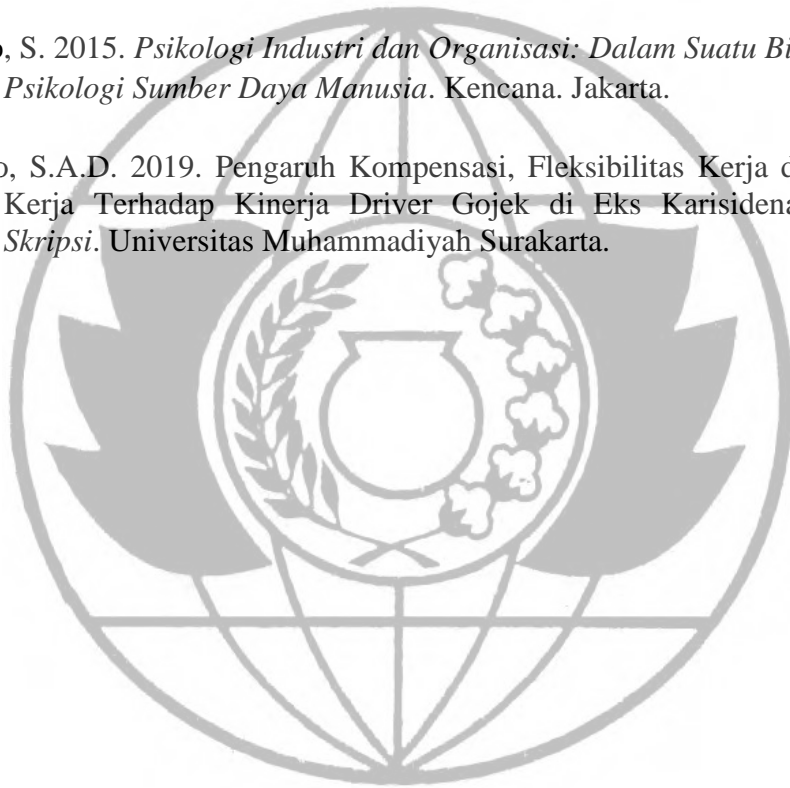 o, S. 2015. Psikologi Industri dan Organisasi: Dalam Suatu Bi
Psikologi Sumber Daya Manusia. Kencana. Jakarta.
o, S.A.D. 2019. Pengaruh Kompensasi, Fleksibilitas Kerja d
Kerja Terhadap Kinerja Driver Gojek di Eks Karisidena
Skripsi. Universitas Muhammadiyah Surakarta.